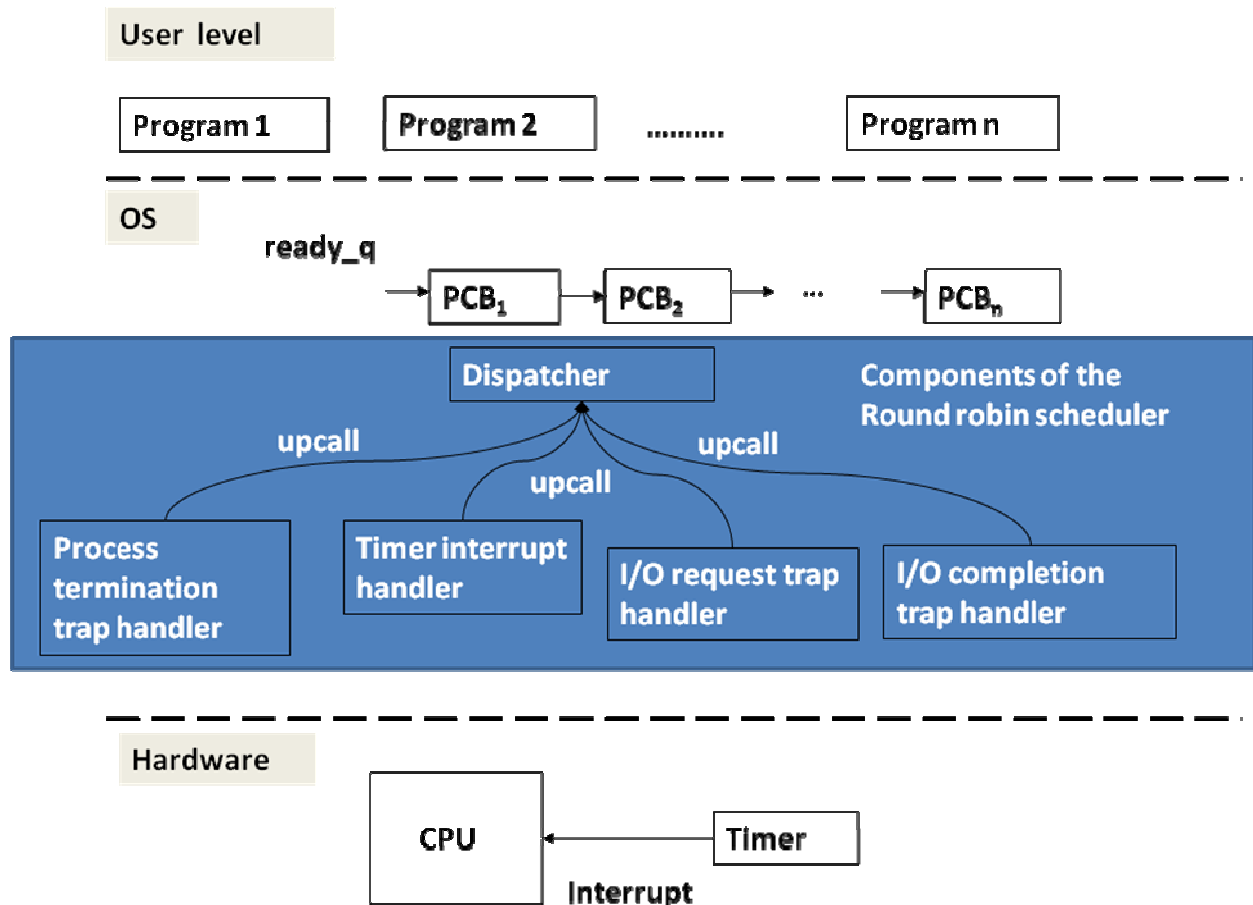 User level
Program 1
Program 2
..........
Program n
OS
ready_q
PCB₁
PCB₂
...
PCBₙ
Dispatcher
Components of the
Round robin scheduler
upcall
upcall
upcall
Process
termination
trap handler
Timer interrupt
handler
I/O request trap
handler
I/O completion
trap handler
Hardware
CPU
Timer
Interrupt